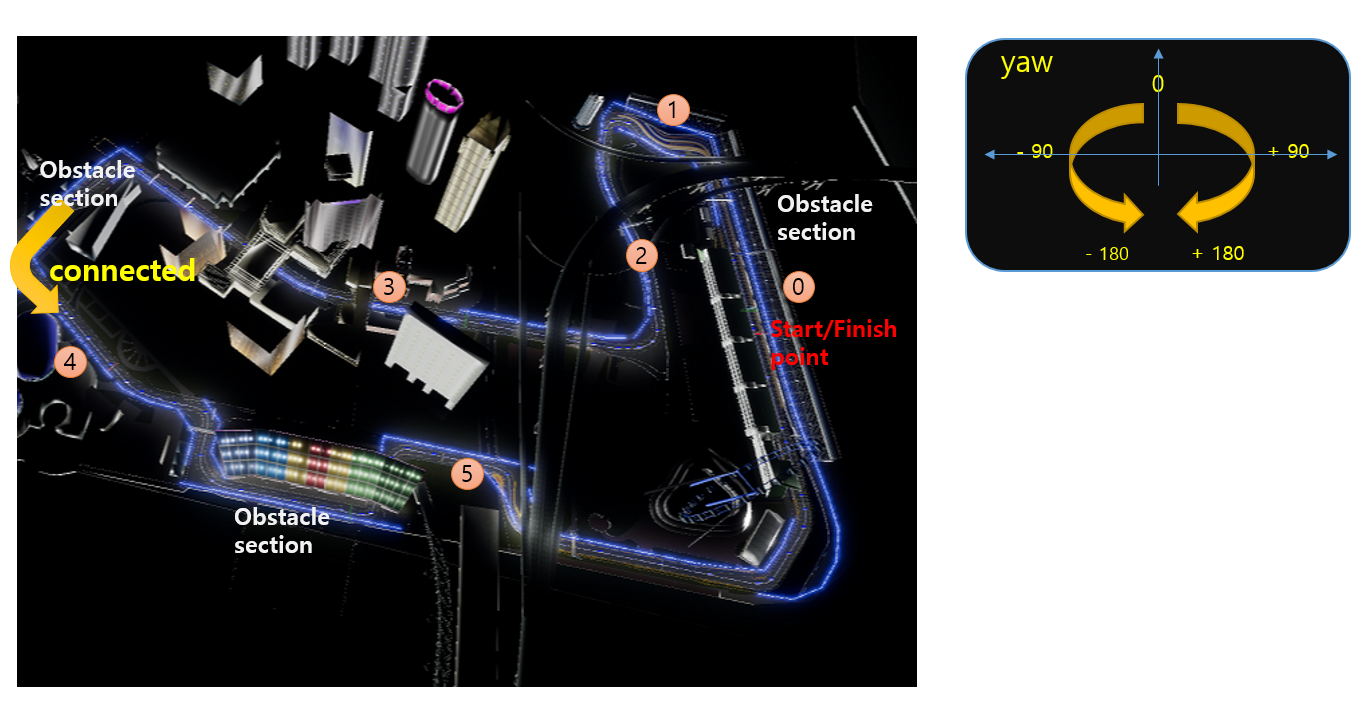 1
Obstacle
section
Obstacle
section
2
connected
3
0
Start/Finish
point
4
5
Obstacle
section
yaw
0
- 90
+ 90
- 180
+ 180